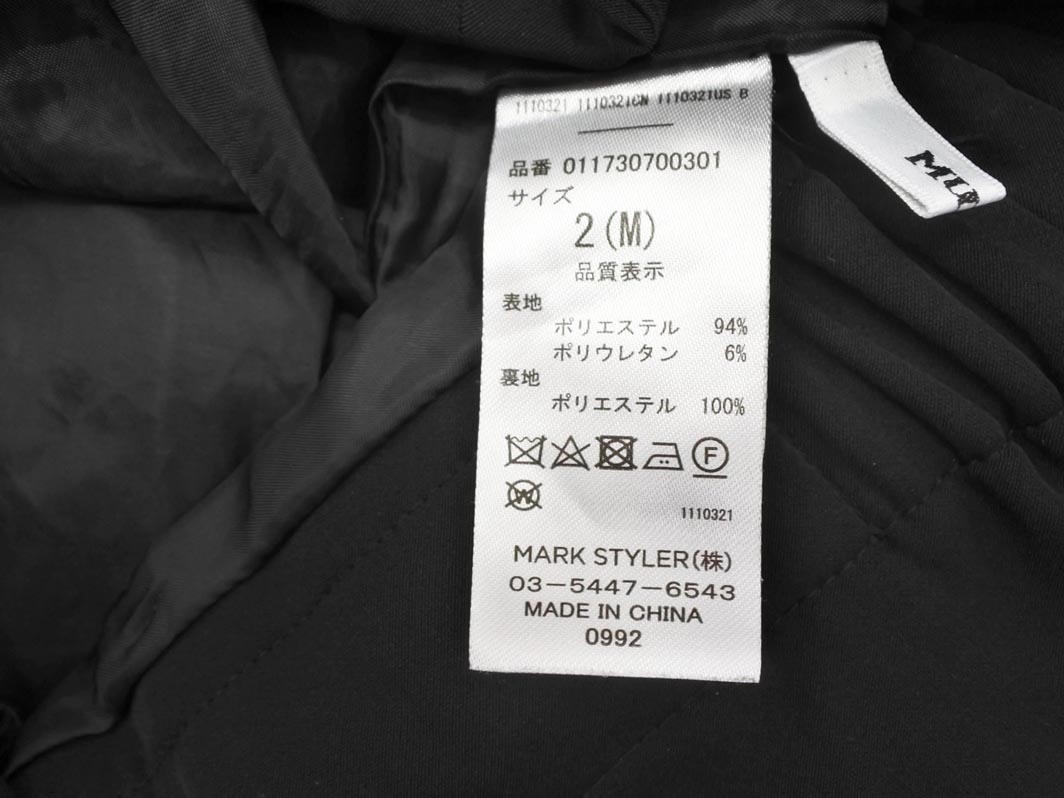 1110321 1110321CN 1110321US B
品番 011730700301
サイズ
2(M)
品質表示
表地
ポリエステル 94%
ポリウレタン 6%
裏地
ポリエステル 100%
F
W
1110321
MARK STYLER(株)
03-5447-6543
MADE IN CHINA
0992